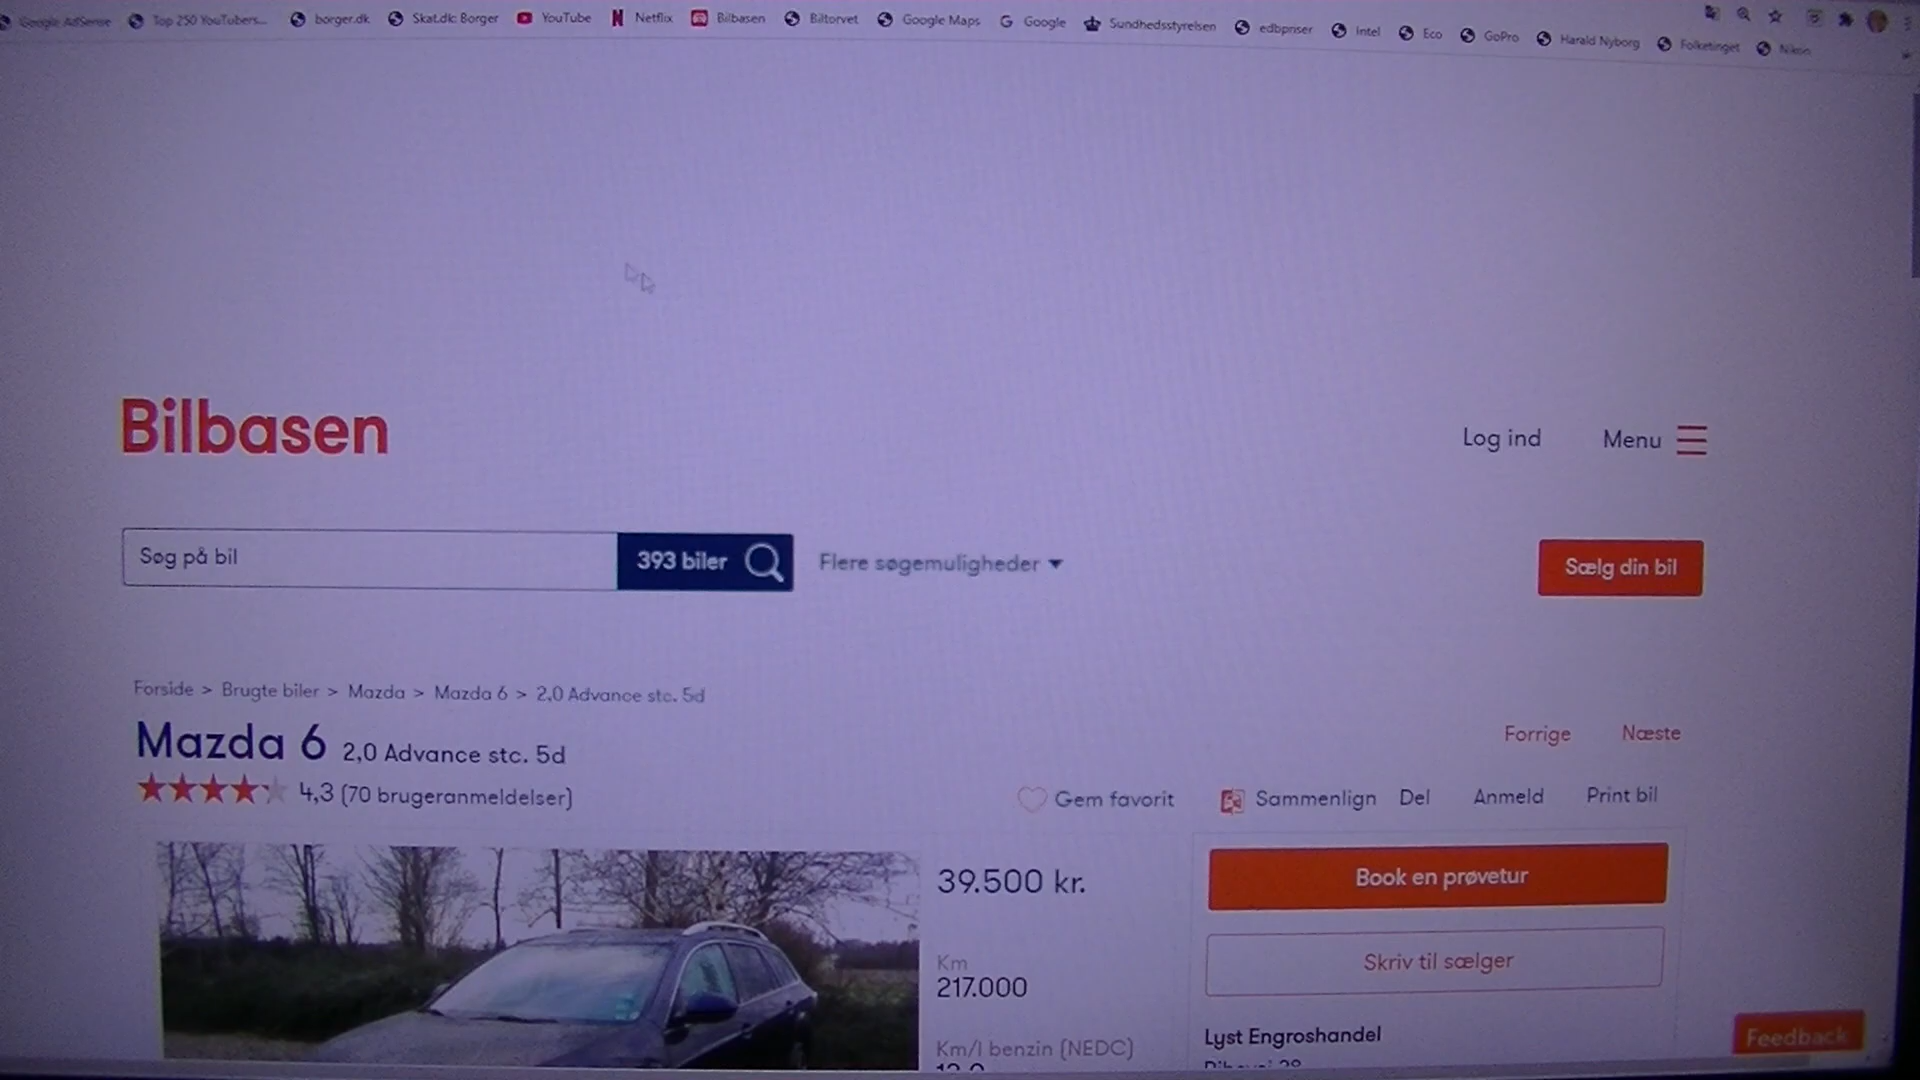 Google AdSense Top 250 YouTubers... borger.dk Skat.dk: Borger YouTube Netflix Bilbasen Biltorvet Google Maps Google Sundhedsstyrelsen edbpriser Intel Eco GoPro Harald Nyborg Folketinget Nikon
Bilbasen
Log ind Menu
Søg på bil 393 biler Flere søgemuligheder Sælg din bil
Forside > Brugte biler > Mazda > Mazda 6 > 2,0 Advance stc. 5d
Mazda 6 2,0 Advance stc. 5d
Forrige Næste
4,3 (70 brugeranmeldelser)
Gem favorit Sammenlign Del Anmeld Print bil
39.500 kr.
Book en prøvetur
Km
217.000
Skriv til sælger
Km/l benzin (NEDC)
Lyst Engroshandel
Feedback